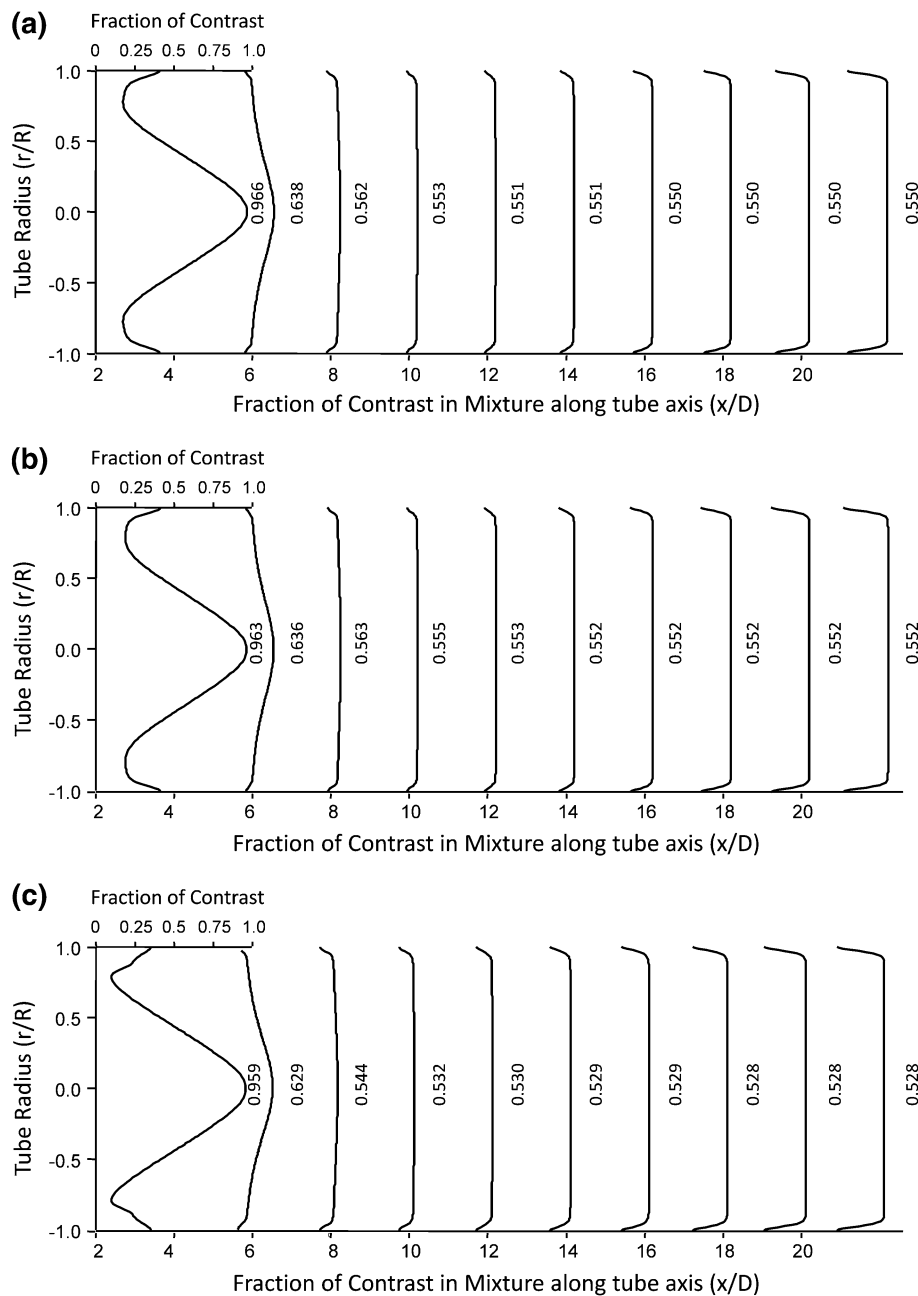 (a)
Fraction of Contrast
0 0.25 0.5 0.75 1.0
Tube Radius (r/R)
1.0
0.5
0.0
-0.5
-1.0
0.966 0.638 0.562 0.553 0.551 0.551 0.550 0.550 0.550 0.550
2 4 6 8 10 12 14 16 18 20
Fraction of Contrast in Mixture along tube axis (x/D)
(b)
Fraction of Contrast
0 0.25 0.5 0.75 1.0
Tube Radius (r/R)
1.0
0.5
0.0
-0.5
-1.0
0.963 0.636 0.563 0.555 0.553 0.552 0.552 0.552 0.552 0.552
2 4 6 8 10 12 14 16 18 20
Fraction of Contrast in Mixture along tube axis (x/D)
(c)
Fraction of Contrast
0 0.25 0.5 0.75 1.0
Tube Radius (r/R)
1.0
0.5
0.0
-0.5
-1.0
0.959 0.629 0.544 0.532 0.530 0.529 0.529 0.528 0.528 0.528
2 4 6 8 10 12 14 16 18 20
Fraction of Contrast in Mixture along tube axis (x/D)